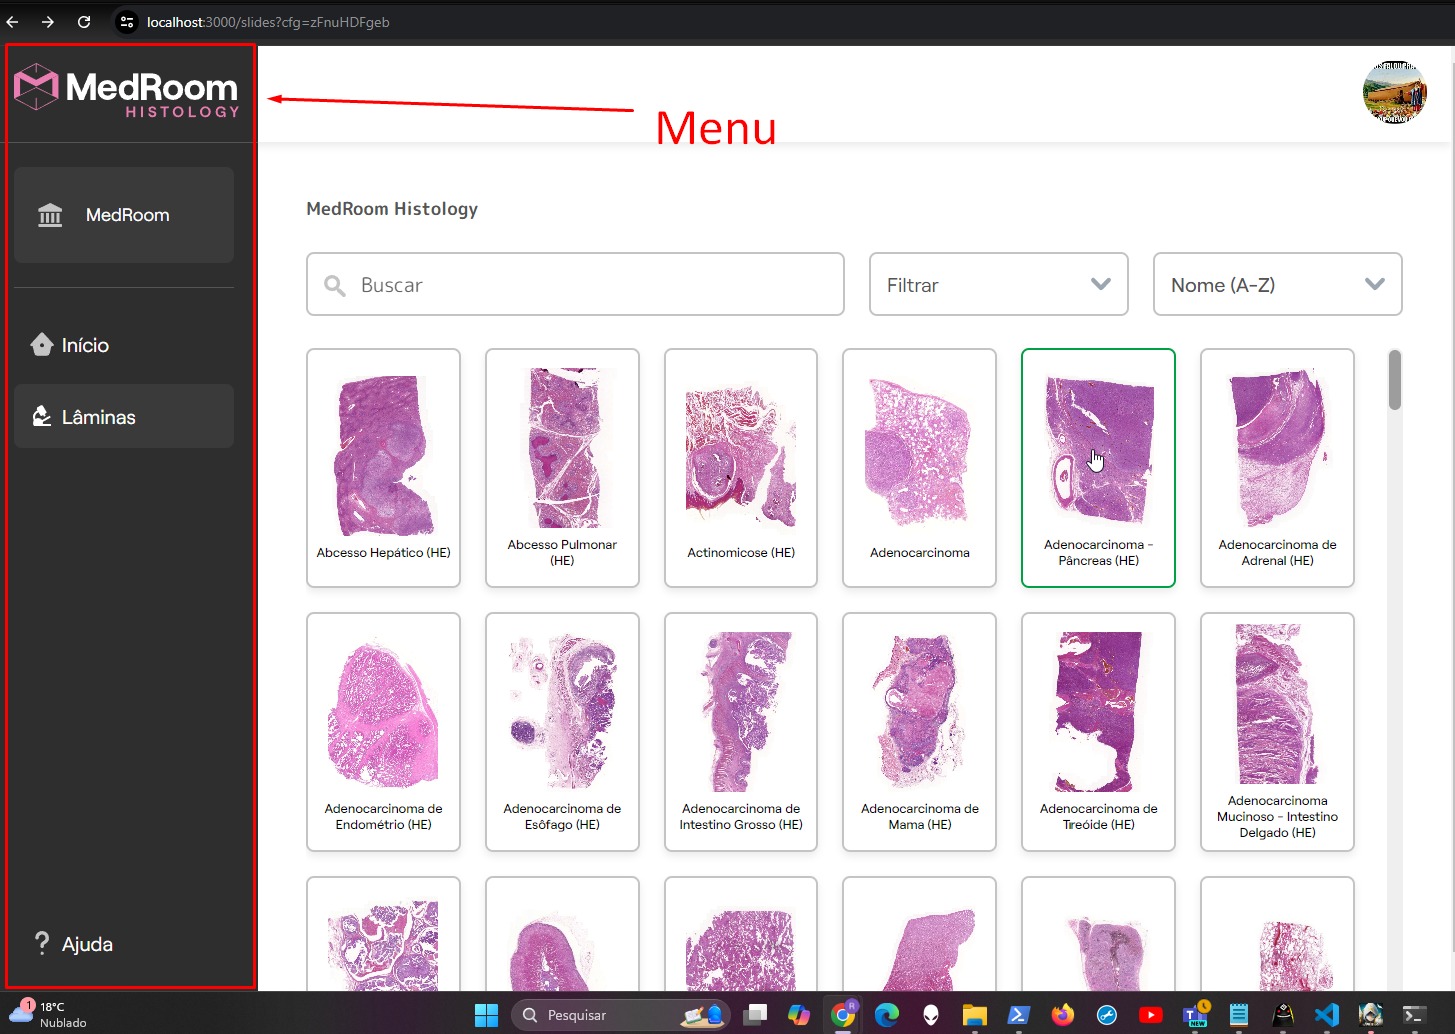 localhost:3000/slides?cfg=zFnuHDFgeb
MedRoom
HISTOLOGY
Menu
MedRoom
Início
Lâminas
Ajuda
MedRoom Histology
Buscar
Filtrar
Nome (A-Z)
Abcesso Hepático (HE)
Abcesso Pulmonar
(HE)
Actinomicose (HE)
Adenocarcinoma
Adenocarcinoma -
Pâncreas (HE)
Adenocarcinoma de
Adrenal (HE)
Adenocarcinoma de
Endométrio (HE)
Adenocarcinoma de
Esôfago (HE)
Adenocarcinoma de
Intestino Grosso (HE)
Adenocarcinoma de
Mama (HE)
Adenocarcinoma de
Tireóide (HE)
Adenocarcinoma
Mucinoso - Intestino
Delgado (HE)
1
18°C
Nublado
Pesquisar
R
NEW